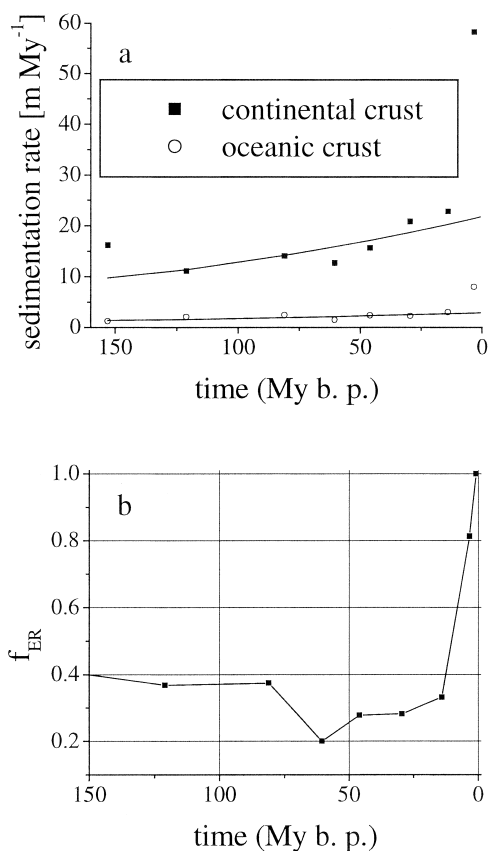 a
sedimentation rate [m My⁻¹]
60
50
40
30
20
10
0
continental crust
oceanic crust
150
100
50
0
time (My b. p.)
b
f_ER
1.0
0.8
0.6
0.4
0.2
150
100
50
0
time (My b. p.)